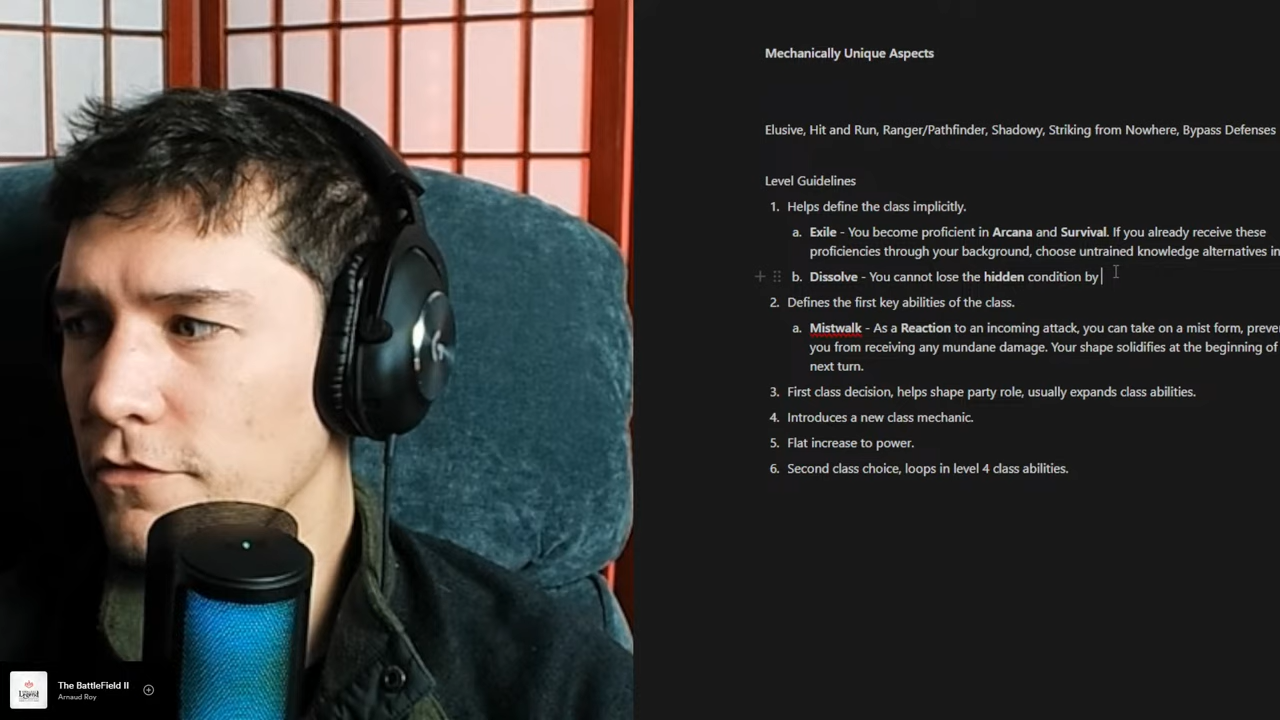 Mechanically Unique Aspects
Elusive, Hit and Run, Ranger/Pathfinder, Shadowy, Striking from Nowhere, Bypass Defenses
Level Guidelines
1. Helps define the class implicitly.
a. Exile - You become proficient in Arcana and Survival. If you already receive these
proficiencies through your background, choose untrained knowledge alternatives in
b. Dissolve - You cannot lose the hidden condition by
2. Defines the first key abilities of the class.
a. Mistwalk - As a Reaction to an incoming attack, you can take on a mist form, preve
you from receiving any mundane damage. Your shape solidifies at the beginning of
next turn.
3. First class decision, helps shape party role, usually expands class abilities.
4. Introduces a new class mechanic.
5. Flat increase to power.
6. Second class choice, loops in level 4 class abilities.
Legend
The BattleField II
Arnaud Roy